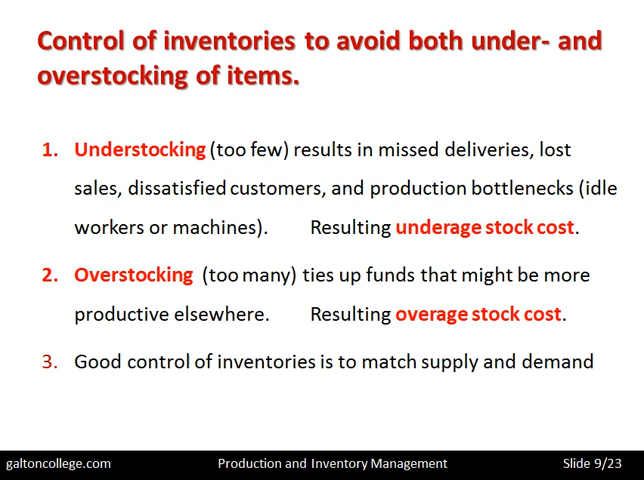 Control of inventories to avoid both under- and
overstocking of items.
1. Understocking (too few) results in missed deliveries, lost
sales, dissatisfied customers, and production bottlenecks (idle
workers or machines). Resulting underage stock cost.
2. Overstocking (too many) ties up funds that might be more
productive elsewhere. Resulting overage stock cost.
3. Good control of inventories is to match supply and demand
galtoncollege.com Production and Inventory Management Slide 9/23